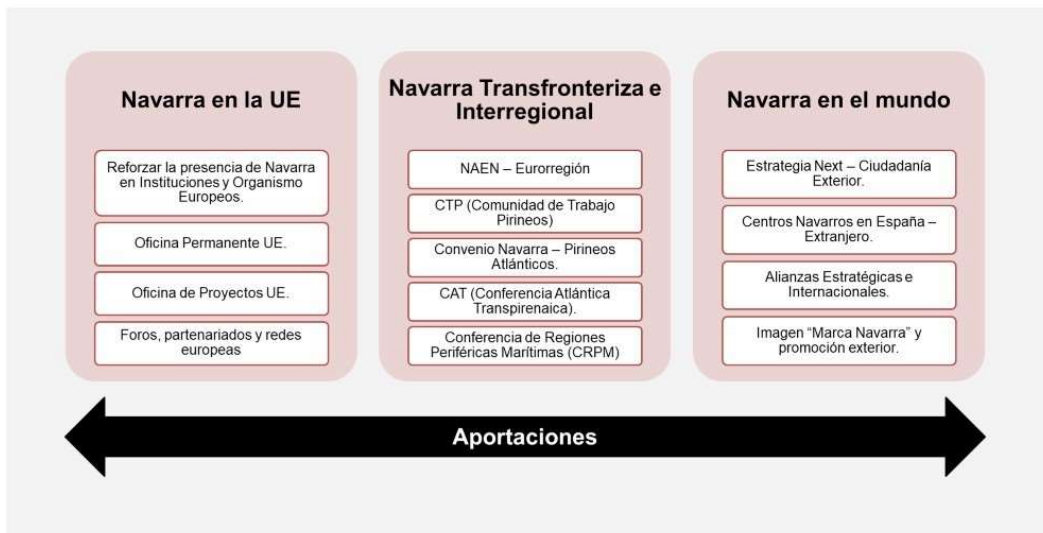 Navarra en la UE
Reforzar la presencia de Navarra
en Instituciones y Organismo
Europeos.
Oficina Permanente UE.
Oficina de Proyectos UE.
Foros, partenariados y redes
europeas
Navarra Transfronteriza e
Interregional
NAEN – Eurorregión
CTP (Comunidad de Trabajo
Pirineos)
Convenio Navarra – Pirineos
Atlánticos.
CAT (Conferencia Atlántica
Transpirenaica).
Conferencia de Regiones
Periféricas Marítimas (CRPM)
Navarra en el mundo
Estrategia Next – Ciudadanía
Exterior.
Centros Navarros en España –
Extranjero.
Alianzas Estratégicas e
Internacionales.
Imagen “Marca Navarra” y
promoción exterior.
Aportaciones